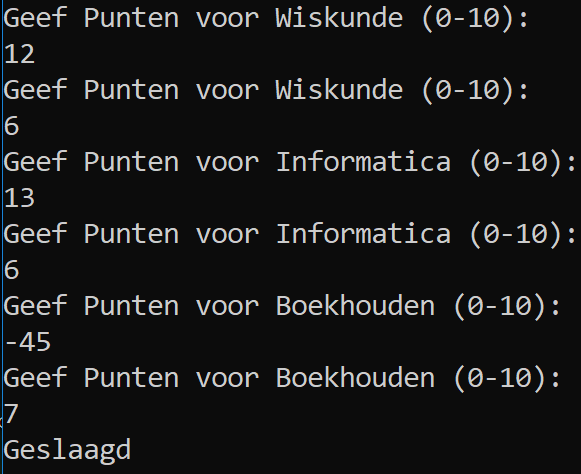 Geef Punten voor Wiskunde (0-10):
12
Geef Punten voor Wiskunde (0-10):
6
Geef Punten voor Informatica (0-10):
13
Geef Punten voor Informatica (0-10):
6
Geef Punten voor Boekhouden (0-10):
-45
Geef Punten voor Boekhouden (0-10):
7
Geslaagd